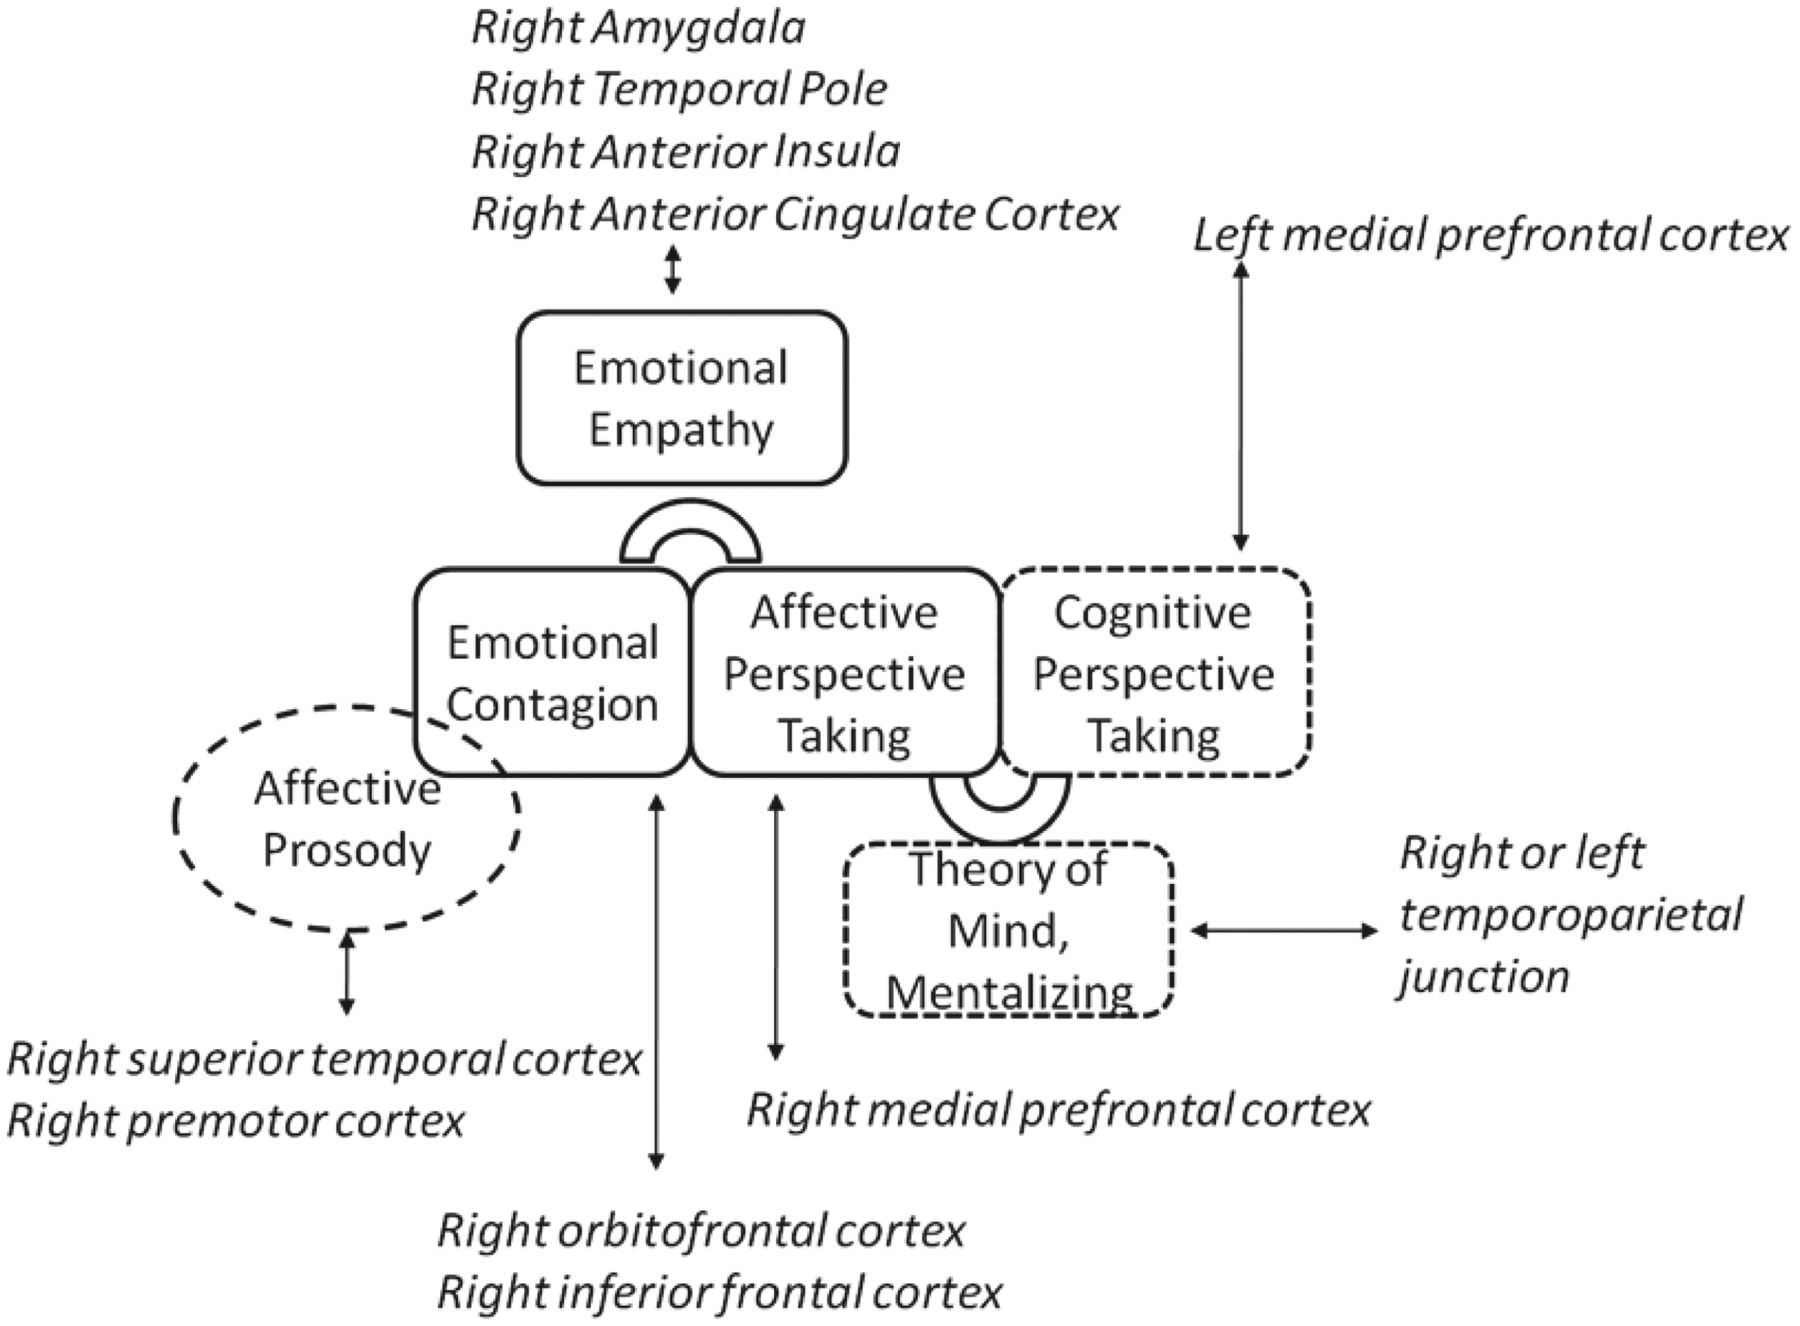 Right Amygdala
Right Temporal Pole
Right Anterior Insula
Right Anterior Cingulate Cortex
Left medial prefrontal cortex
Emotional
Empathy
Emotional
Contagion
Affective
Perspective
Taking
Cognitive
Perspective
Taking
Affective
Prosody
Theory of
Mind,
Mentalizing
Right or left
temporoparietal
junction
Right superior temporal cortex
Right premotor cortex
Right medial prefrontal cortex
Right orbitofrontal cortex
Right inferior frontal cortex